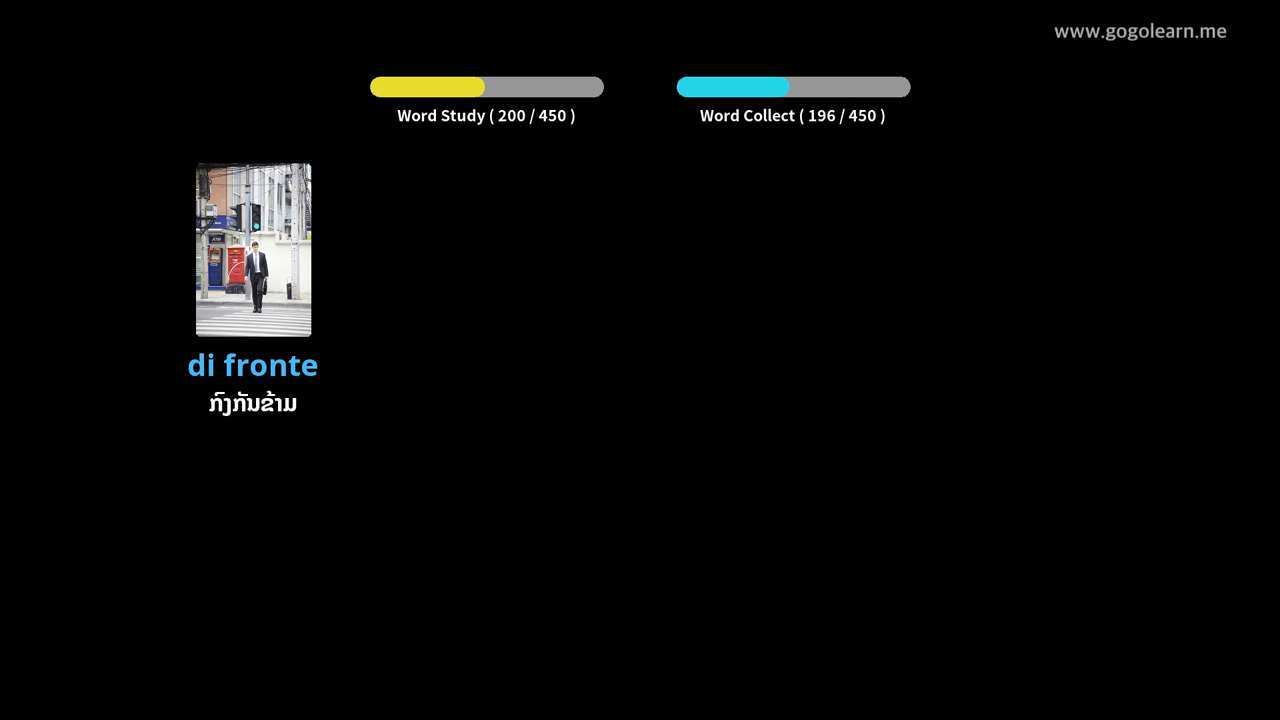 www.gogolearn.me
Word Study ( 200 / 450 )
Word Collect ( 196 / 450 )
di fronte
ກົງກັນຂ້າມ